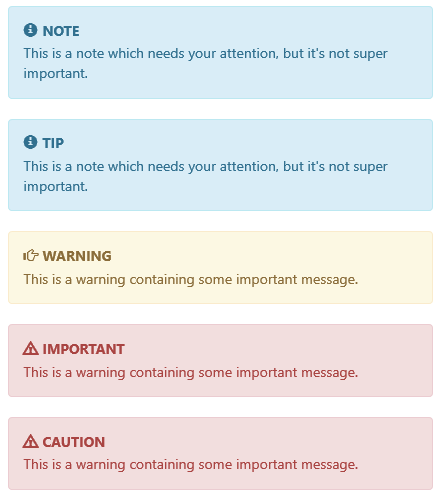 NOTE
This is a note which needs your attention, but it's not super
important.
TIP
This is a note which needs your attention, but it's not super
important.
WARNING
This is a warning containing some important message.
IMPORTANT
This is a warning containing some important message.
CAUTION
This is a warning containing some important message.